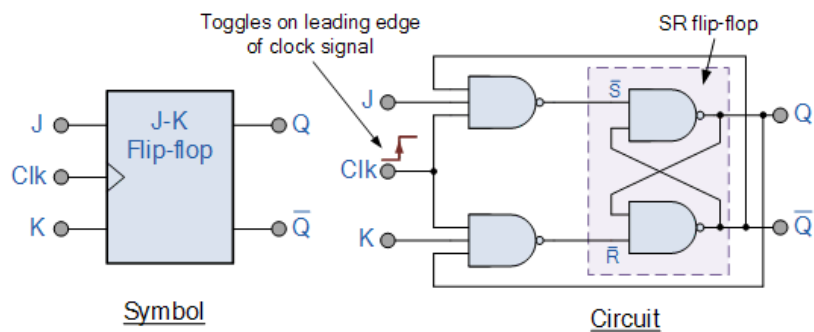 Toggles on leading edge
of clock signal
SR flip-flop
J
Clk
K
J-K
Flip-flop
Q
Q̅
Symbol
J
Clk
K
S̅
R̅
Q
Q̅
Circuit